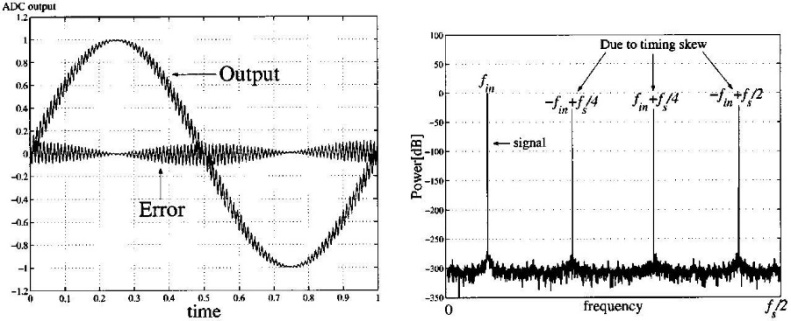 ADC output
1.2
1
0.8
0.6
0.4
0.2
0
-0.2
-0.4
-0.6
-0.8
-1
-1.2
Output
Error
0 0.1 0.2 0.3 0.4 0.5 0.6 0.7 0.8 0.9 1
time
Power[dB]
100
50
0
-50
-100
-150
-200
-250
-300
-350
Due to timing skew
f_in
-f_in+f_s/4
f_in+f_s/4
-f_in+f_s/2
signal
0 frequency f_s/2